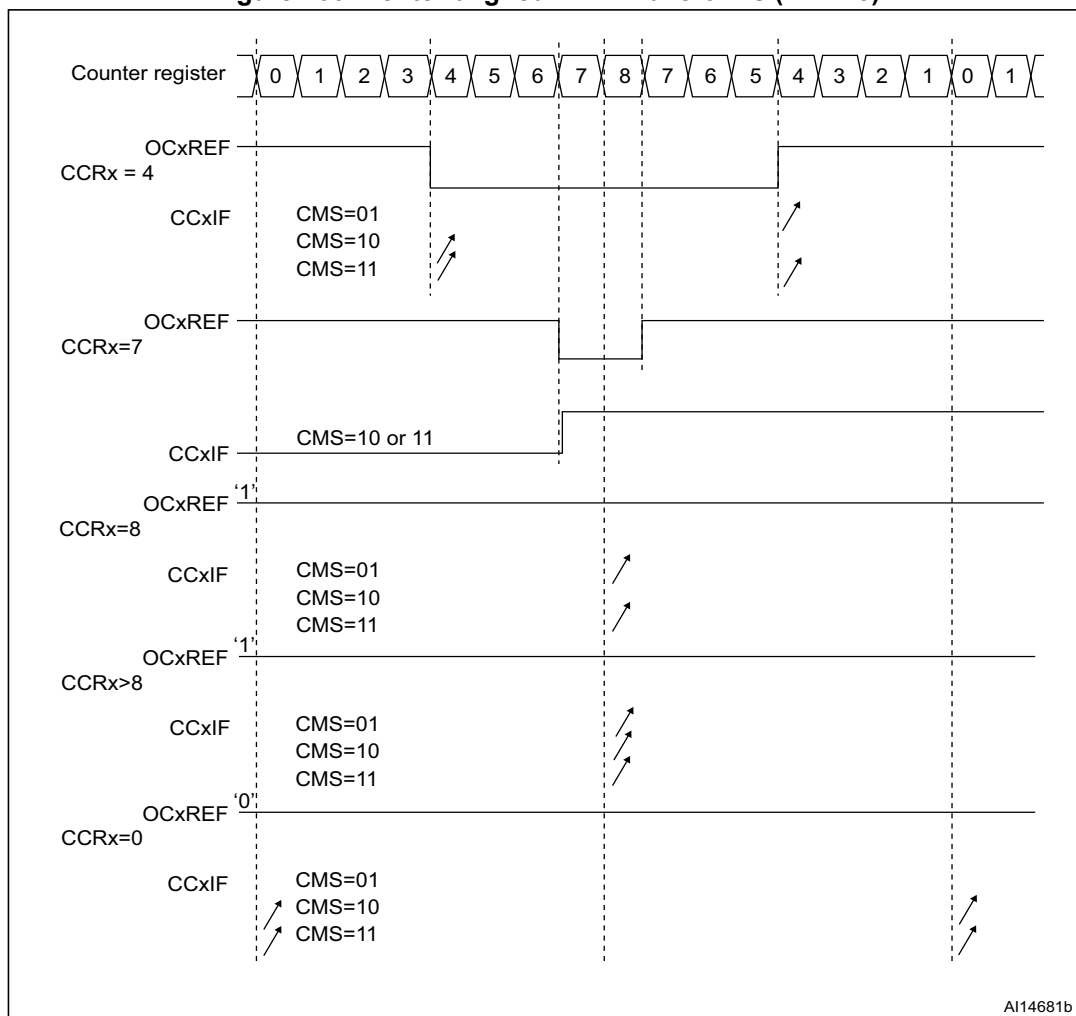 Counter register 0 1 2 3 4 5 6 7 8 7 6 5 4 3 2 1 0 1
OCxREF
CCRx = 4
CCxIF
CMS=01
CMS=10
CMS=11
OCxREF
CCRx=7
CMS=10 or 11
CCxIF
OCxREF '1'
CCRx=8
CCxIF
CMS=01
CMS=10
CMS=11
OCxREF '1'
CCRx>8
CCxIF
CMS=01
CMS=10
CMS=11
OCxREF '0'
CCRx=0
CCxIF
CMS=01
CMS=10
CMS=11
AI14681b